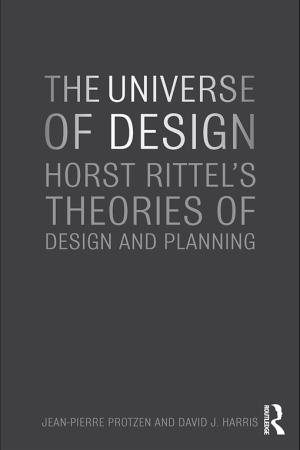 THE UNIVERSE
OF DESIGN
HORST RITTEL'S
THEORIES OF
DESIGN AND PLANNING
JEAN-PIERRE PROTZEN AND DAVID J. HARRIS
ROUTLEDGE